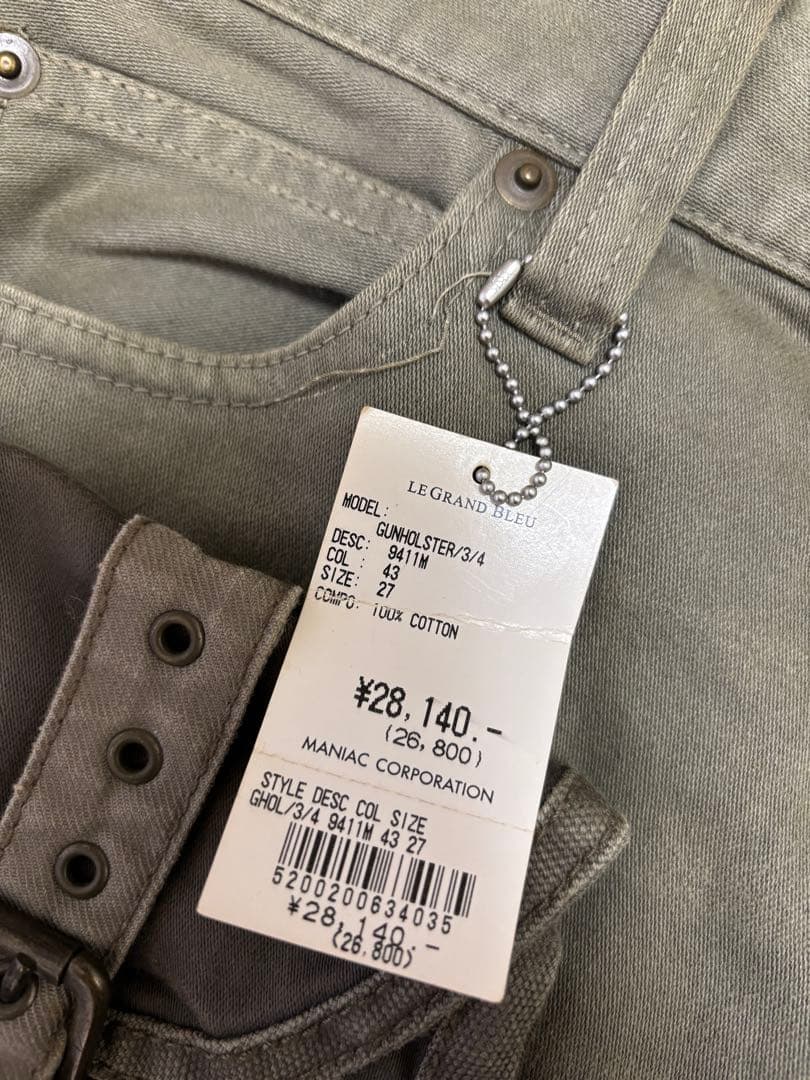 LE GRAND BLEU
MODEL:
GUNHOLSTER/3/4
DESC: 9411M
COL : 43
SIZE: 27
COMPO: 100% COTTON
¥28,140.-
(26,800)
MANIAC CORPORATION
STYLE DESC COL SIZE
GHOL/3/4 9411M 43 27
5200200634035
¥28,140.-
(26,800)